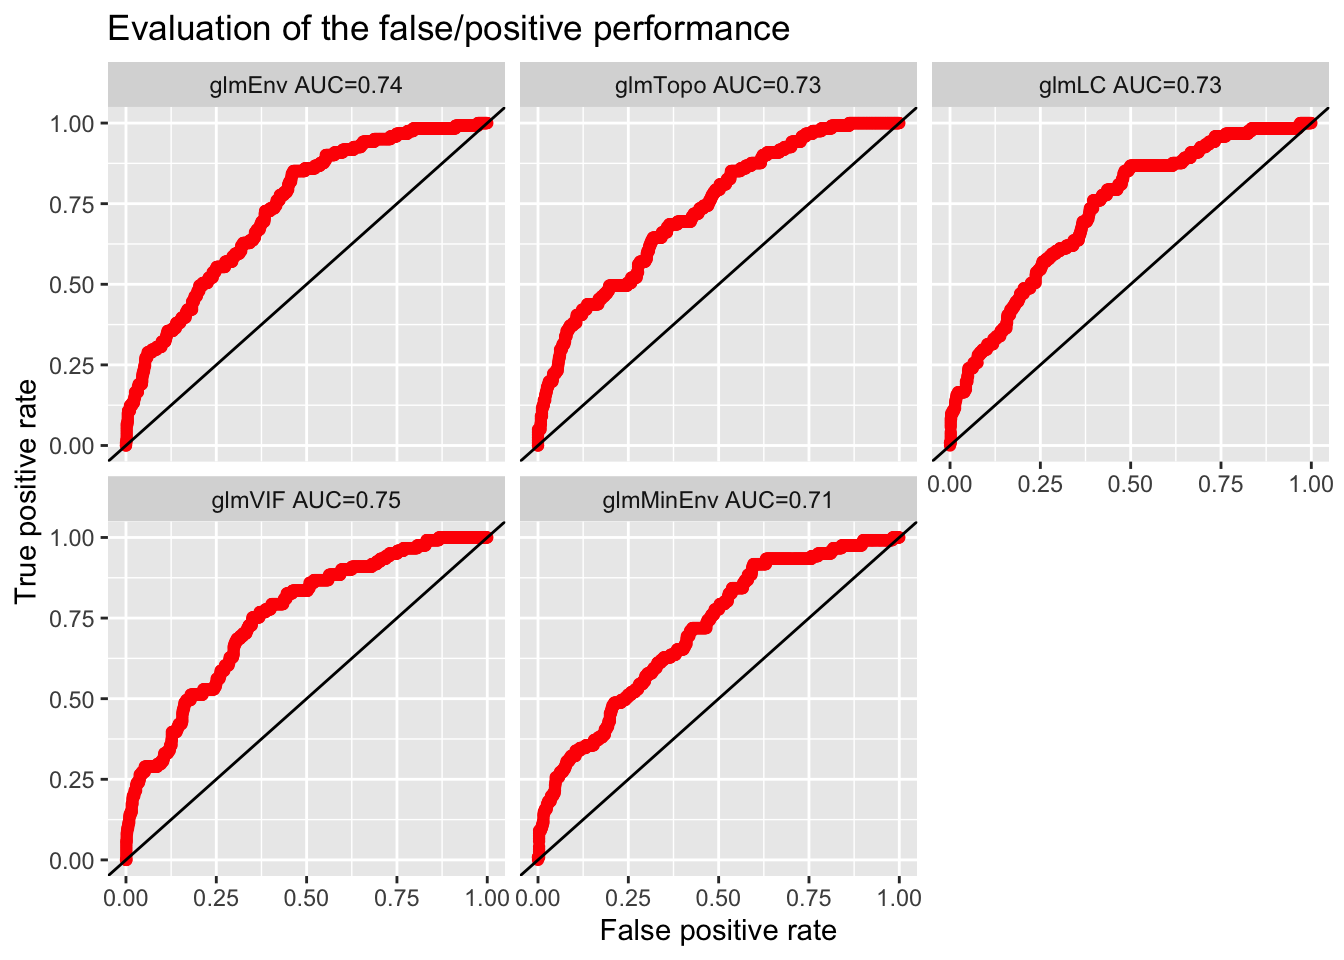 Evaluation of the false/positive performance
glmEnv AUC=0.74
glmTopo AUC=0.73
glmLC AUC=0.73
1.00
0.75
0.50
0.25
0.00
0.00 0.25 0.50 0.75 1.00
True positive rate
glmVIF AUC=0.75
glmMinEnv AUC=0.71
1.00
0.75
0.50
0.25
0.00
0.00 0.25 0.50 0.75 1.00
0.00 0.25 0.50 0.75 1.00
False positive rate